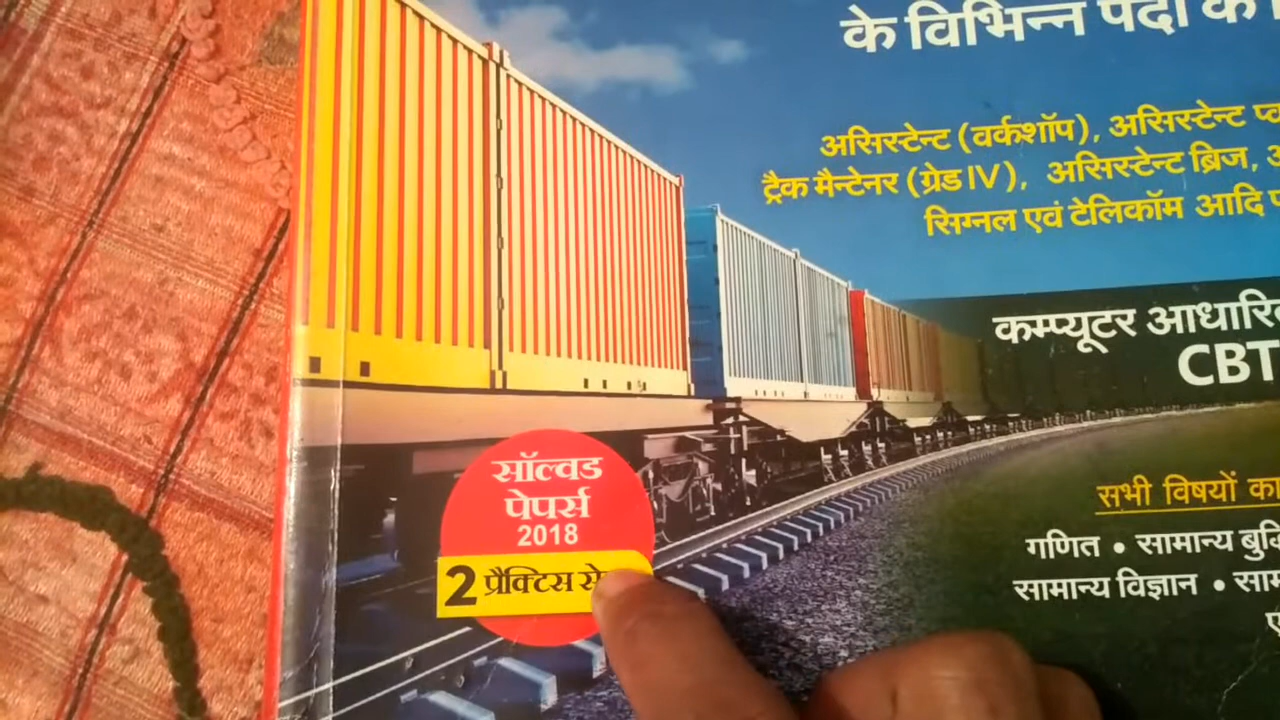 के विभिन्न पदों के
असिस्टेन्ट (वर्कशॉप), असिस्टेन्ट
ट्रैक मैन्टेनर (ग्रेड IV), असिस्टेन्ट ब्रिज,
सिग्नल एवं टेलिकॉम आदि
कम्प्यूटर
CBT
सॉल्वड
पेपर्स
2018
2 प्रैक्टिस
सभी विषयों का
गणित • सामान्य
सामान्य विज्ञान •